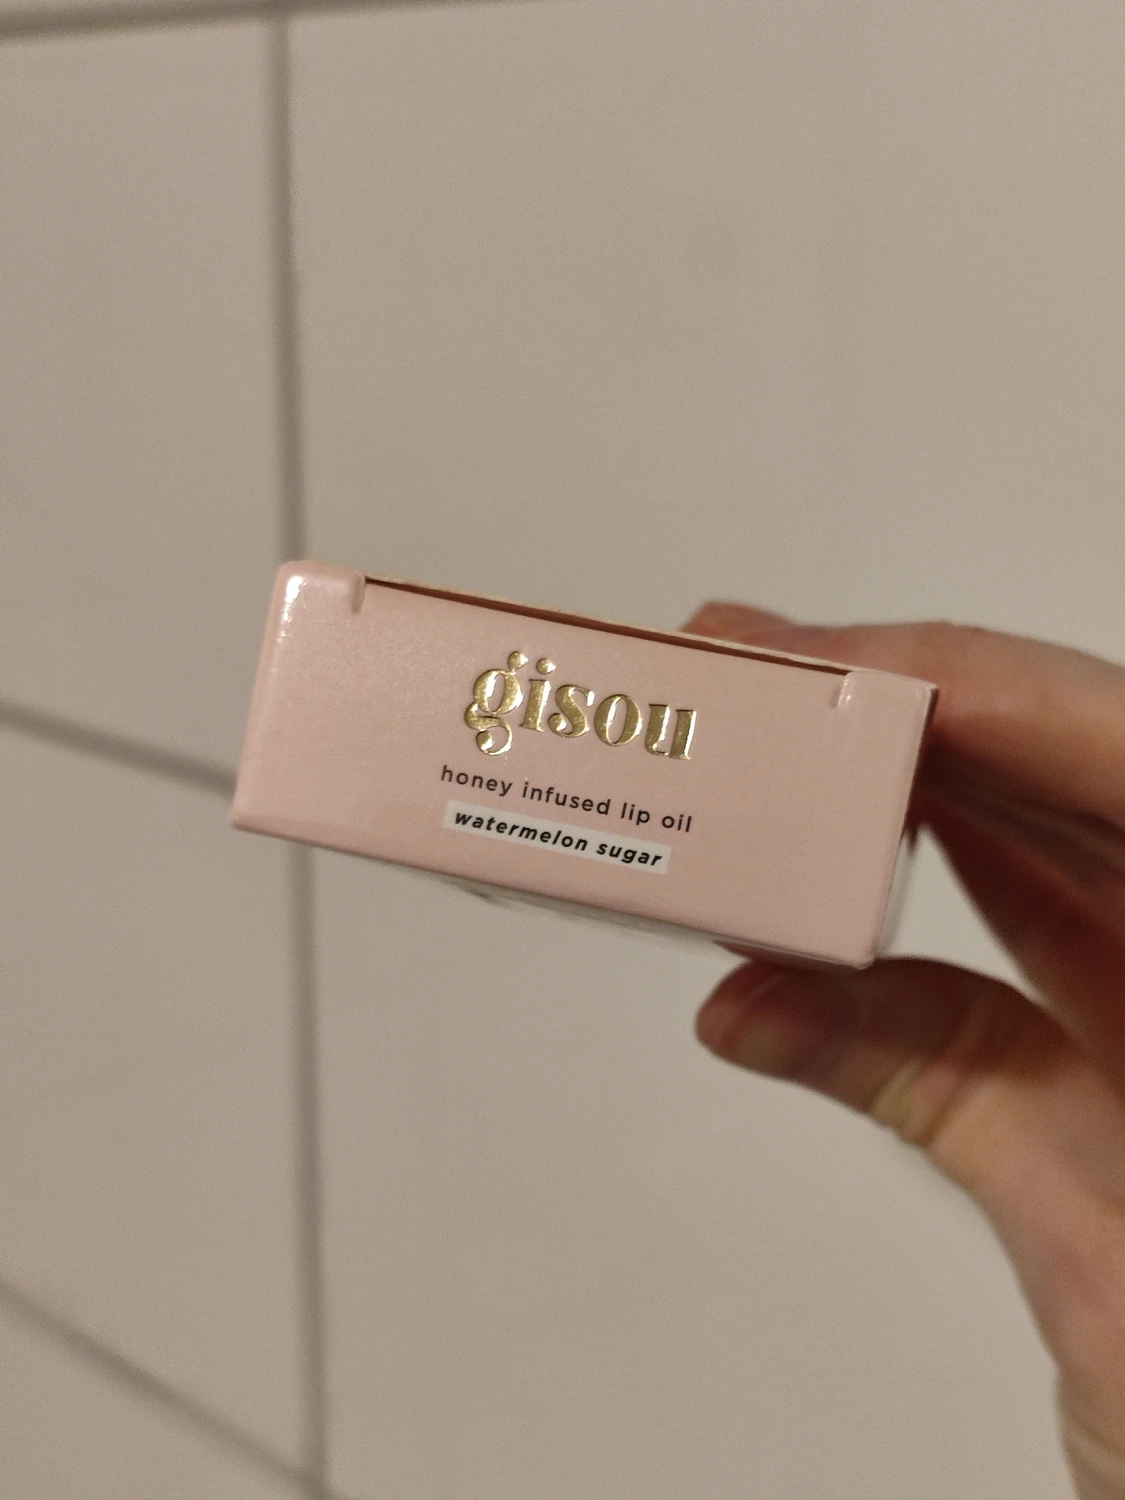 gisou
honey infused lip oil
watermelon sugar